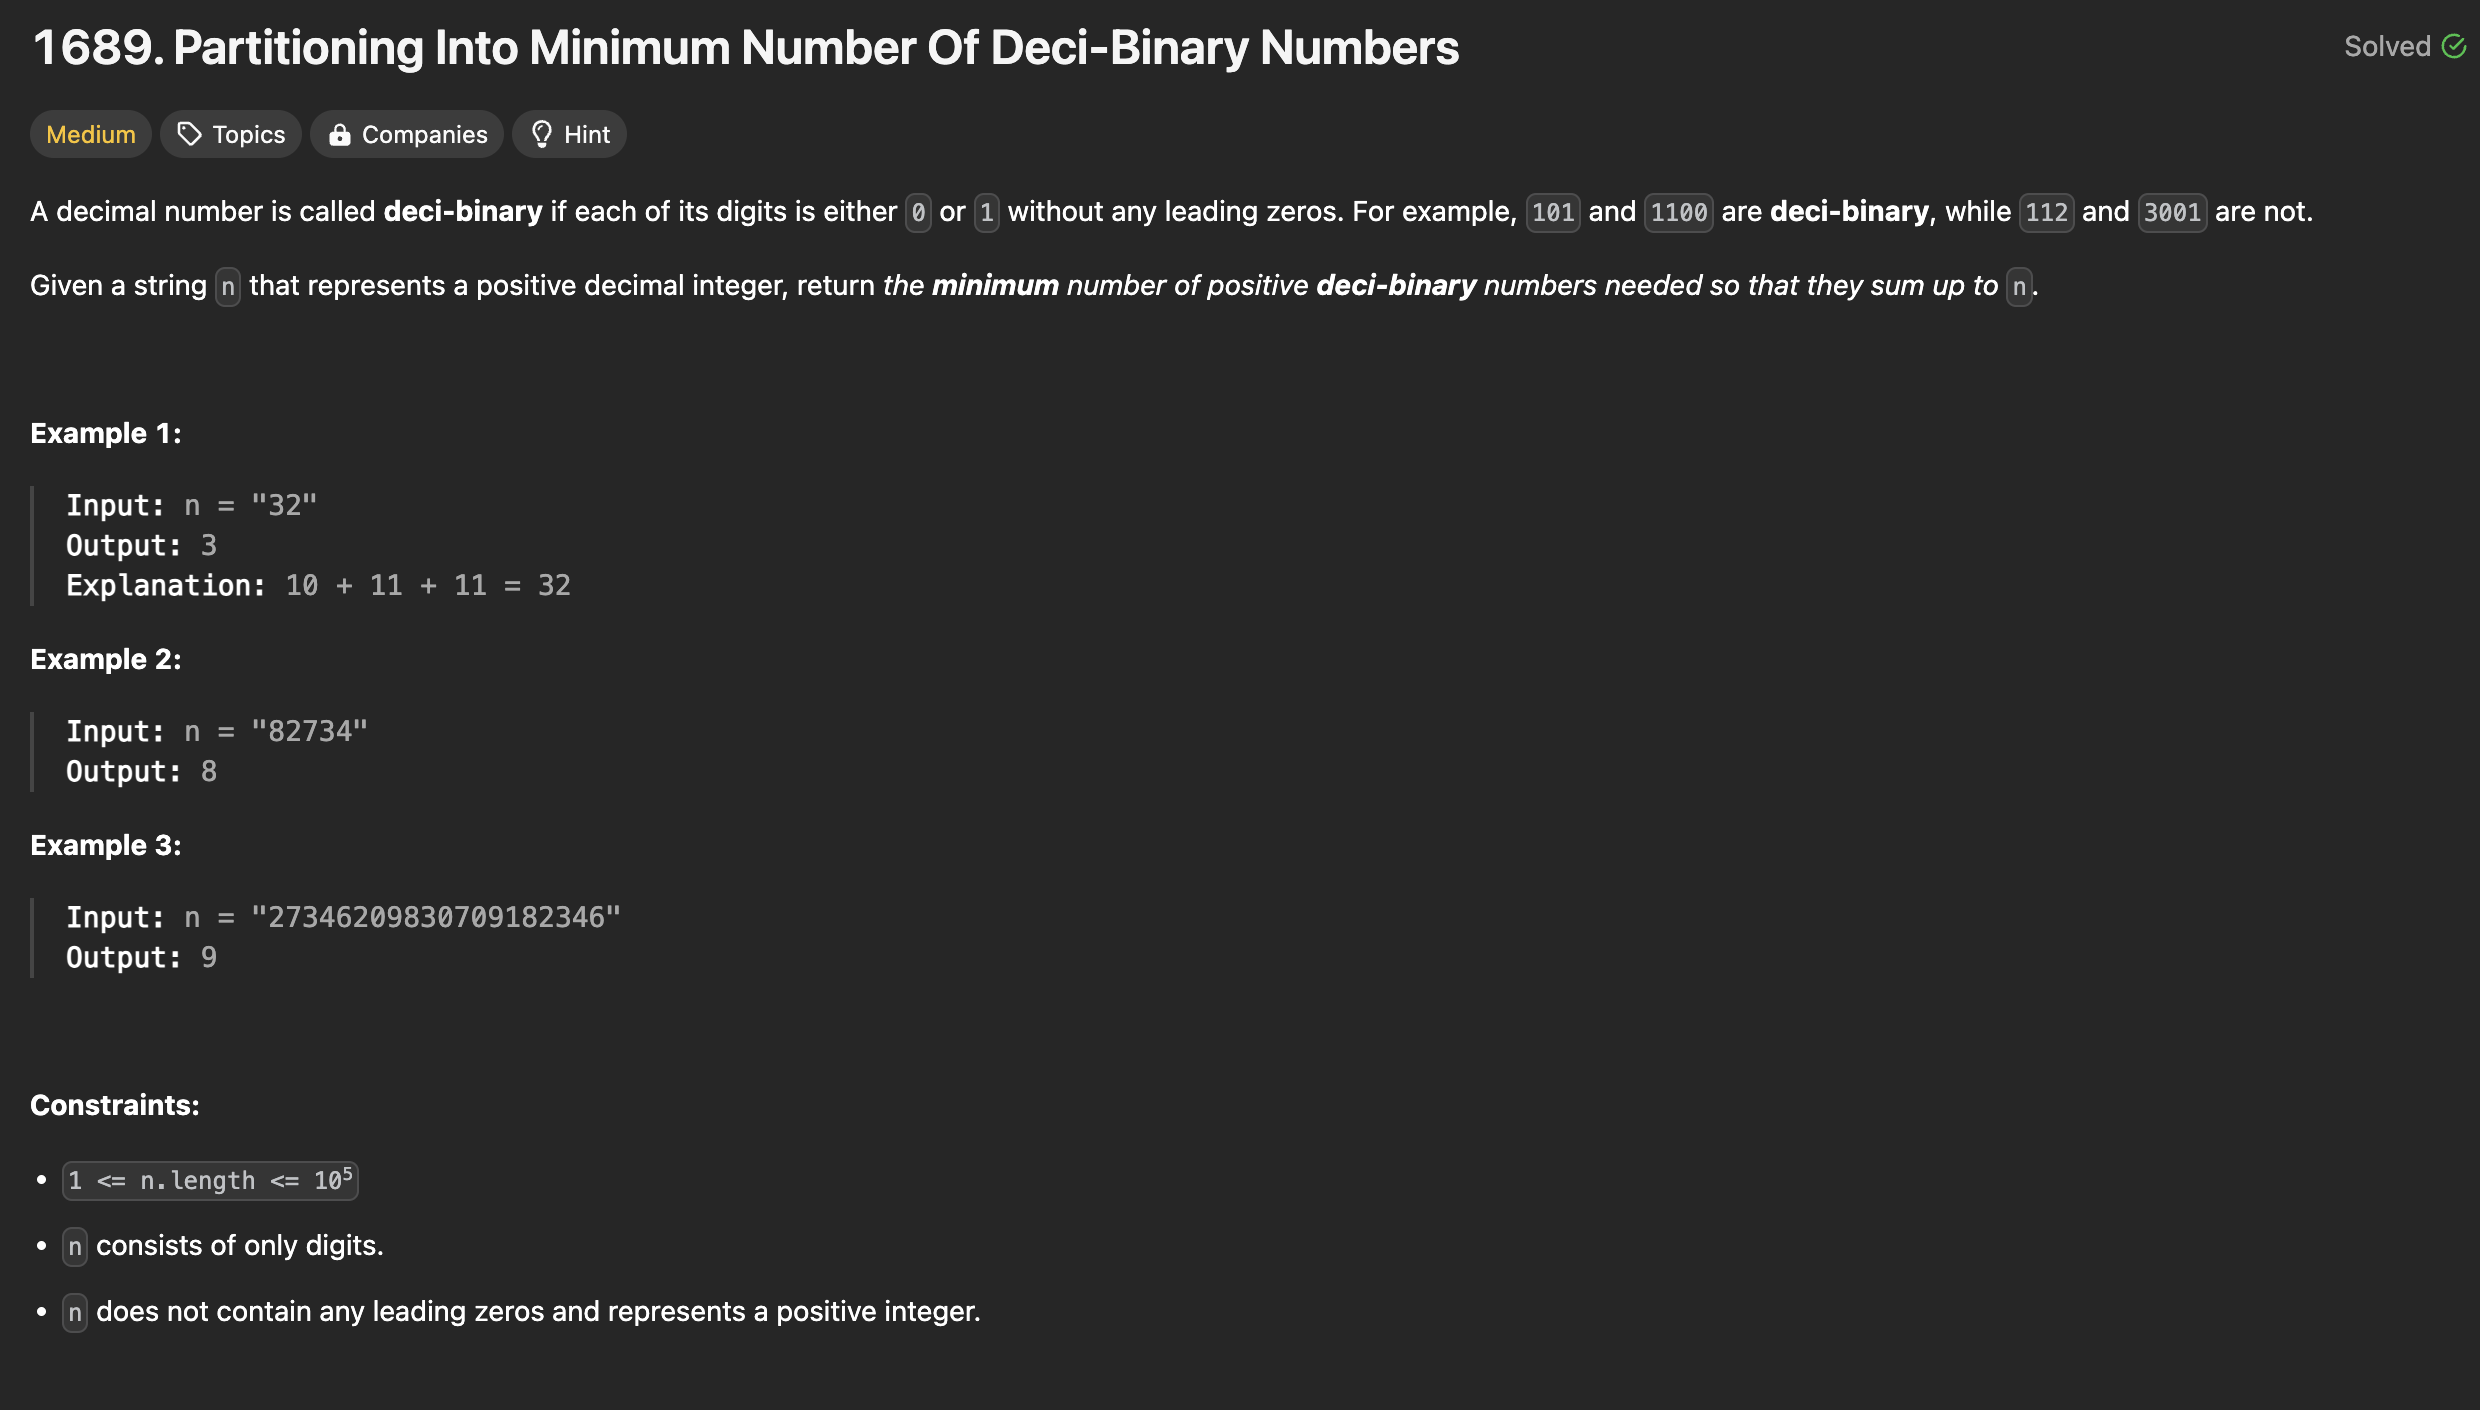 1689. Partitioning Into Minimum Number Of Deci-Binary Numbers
Solved
Medium Topics Companies Hint
A decimal number is called deci-binary if each of its digits is either 0 or 1 without any leading zeros. For example, 101 and 1100 are deci-binary, while 112 and 3001 are not.
Given a string n that represents a positive decimal integer, return the minimum number of positive deci-binary numbers needed so that they sum up to n.
Example 1:
Input: n = "32"
Output: 3
Explanation: 10 + 11 + 11 = 32
Example 2:
Input: n = "82734"
Output: 8
Example 3:
Input: n = "27346209830709182346"
Output: 9
Constraints:
• 1 <= n.length <= 10⁵
• n consists of only digits.
• n does not contain any leading zeros and represents a positive integer.